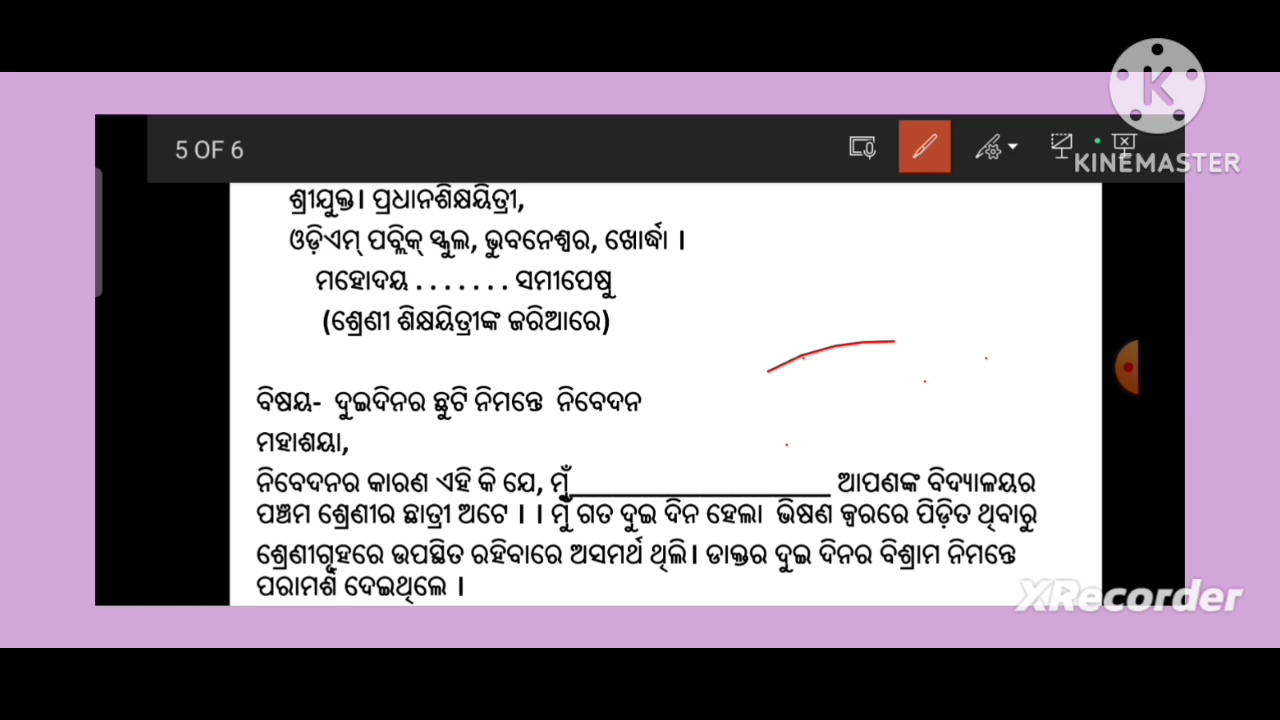 KINEMASTER
5 OF 6
ଶ୍ରୀଯୁକ୍ତା ପ୍ରଧାନଶିକ୍ଷୟିତ୍ରୀ,
ଓଡ଼ିଏମ୍ ପବ୍ଲିକ୍ ସ୍କୁଲ, ଭୁବନେଶ୍ୱର, ଖୋର୍ଦ୍ଧା ।
ମହୋଦୟ . . . . . . . ସମୀପେଷୁ
(ଶ୍ରେଣୀ ଶିକ୍ଷୟିତ୍ରୀଙ୍କ ଜରିଆରେ)
ବିଷୟ- ଦୁଇଦିନର ଛୁଟି ନିମନ୍ତେ ନିବେଦନ
ମହାଶୟା,
ନିବେଦନର କାରଣ ଏହି କି ଯେ, ମୁଁ____________________ ଆପଣଙ୍କ ବିଦ୍ୟାଳୟର
ପଞ୍ଚମ ଶ୍ରେଣୀର ଛାତ୍ରୀ ଅଟେ । । ମୁଁ ଗତ ଦୁଇ ଦିନ ହେଲା ଭିଷଣ ଜ୍ୱରରେ ପିଡ଼ିତ ଥିବାରୁ
ଶ୍ରେଣୀଗୃହରେ ଉପସ୍ଥିତ ରହିବାରେ ଅସମର୍ଥ ଥିଲି। ଡାକ୍ତର ଦୁଇ ଦିନର ବିଶ୍ରାମ ନିମନ୍ତେ
ପରାମର୍ଶ ଦେଇଥିଲେ ।
XRecorder